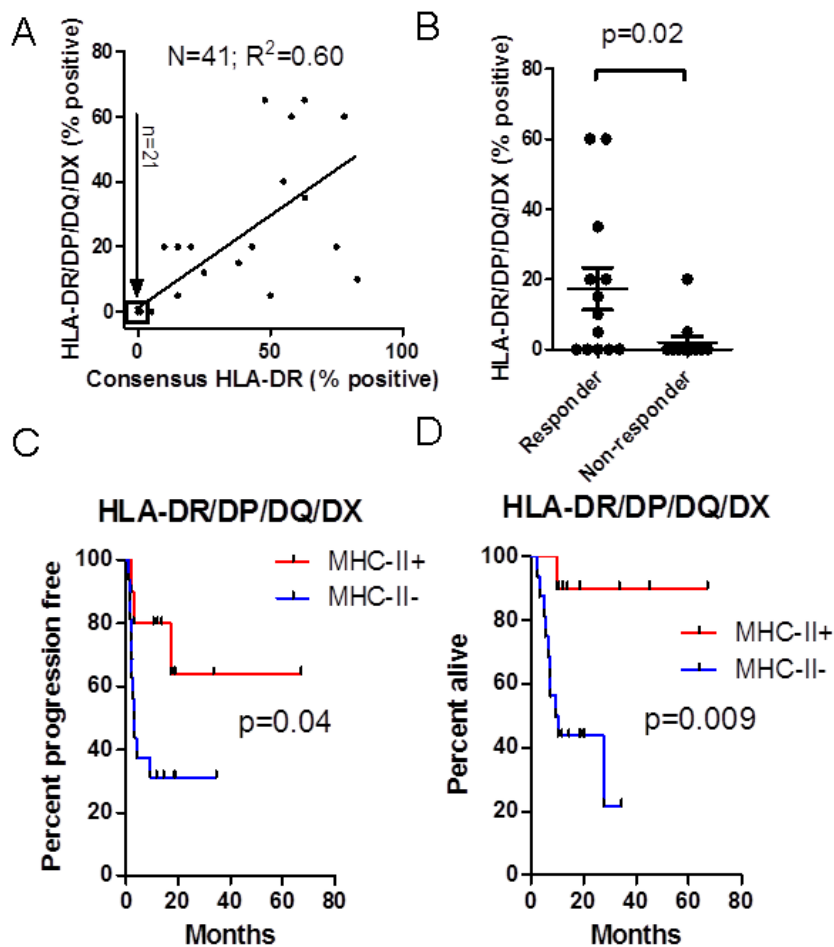 A
N=41; R²=0.60
HLA-DR/DP/DQ/DX (% positive)
80
60
40
20
0
n=21
0
50
100
Consensus HLA-DR (% positive)
B
p=0.02
HLA-DR/DP/DQ/DX (% positive)
80
60
40
20
0
Responder
Non-responder
C
HLA-DR/DP/DQ/DX
Percent progression free
100
80
60
40
20
0
MHC-II+
MHC-II-
p=0.04
0
20
40
60
80
Months
D
HLA-DR/DP/DQ/DX
Percent alive
100
80
60
40
20
0
MHC-II+
MHC-II-
p=0.009
0
20
40
60
80
Months